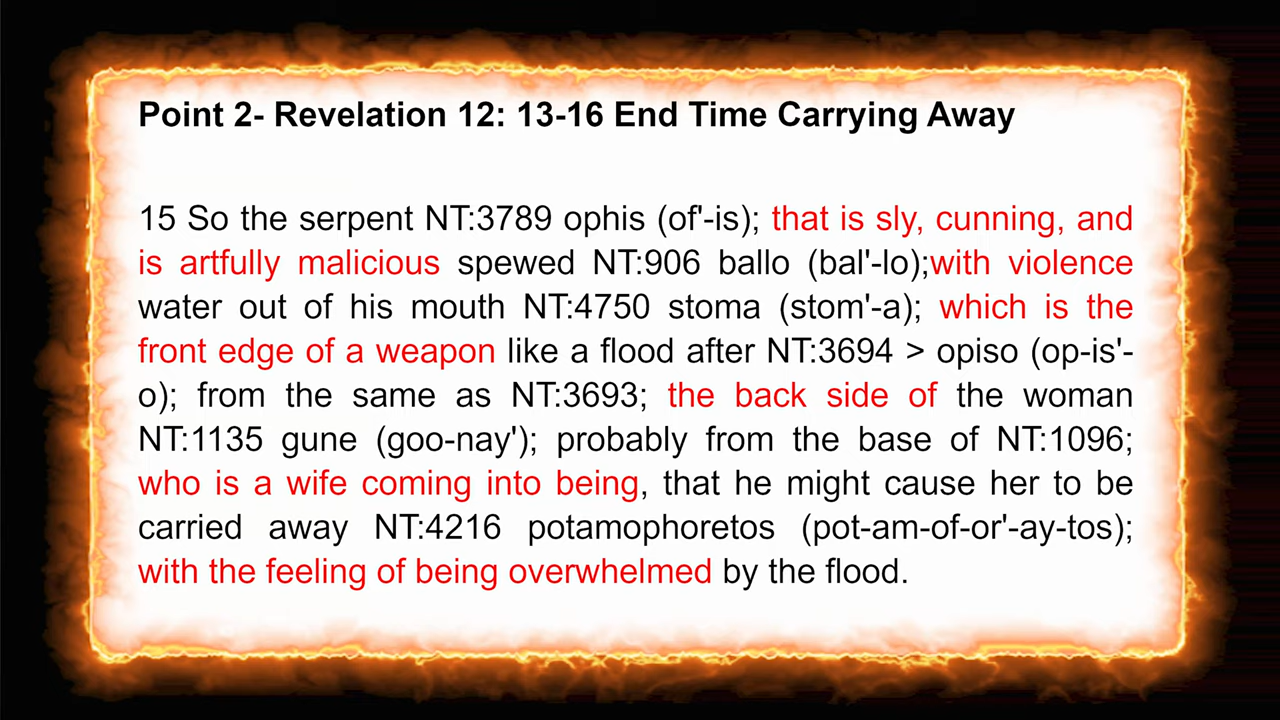 Point 2- Revelation 12: 13-16 End Time Carrying Away
15 So the serpent NT:3789 ophis (of'-is); that is sly, cunning, and
is artfully malicious spewed NT:906 ballo (bal'-lo);with violence
water out of his mouth NT:4750 stoma (stom'-a); which is the
front edge of a weapon like a flood after NT:3694 > opiso (op-is'-
o); from the same as NT:3693; the back side of the woman
NT:1135 gune (goo-nay'); probably from the base of NT:1096;
who is a wife coming into being, that he might cause her to be
carried away NT:4216 potamophoretos (pot-am-of-or'-ay-tos);
with the feeling of being overwhelmed by the flood.